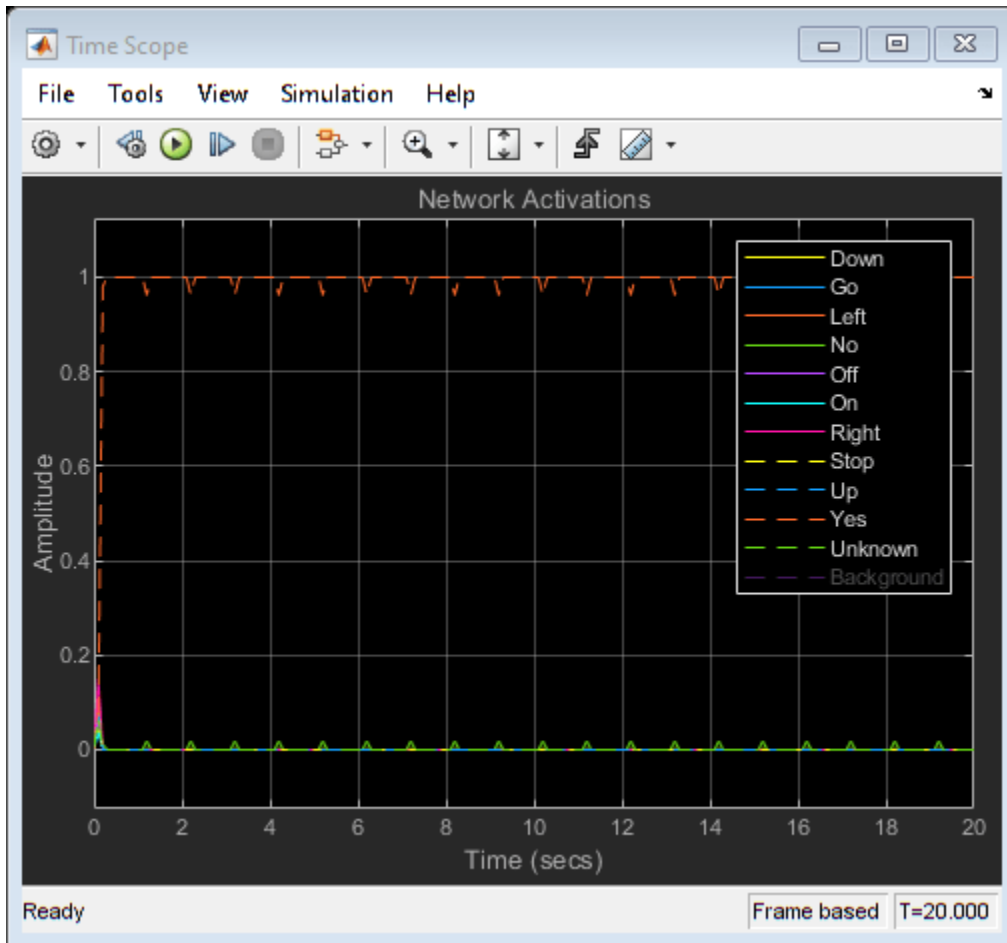 Time Scope
File Tools View Simulation Help
Network Activations
Amplitude
1
0.8
0.6
0.4
0.2
0
Down
Go
Left
No
Off
On
Right
Stop
Up
Yes
Unknown
Background
0 2 4 6 8 10 12 14 16 18 20
Time (secs)
Ready Frame based T=20.000